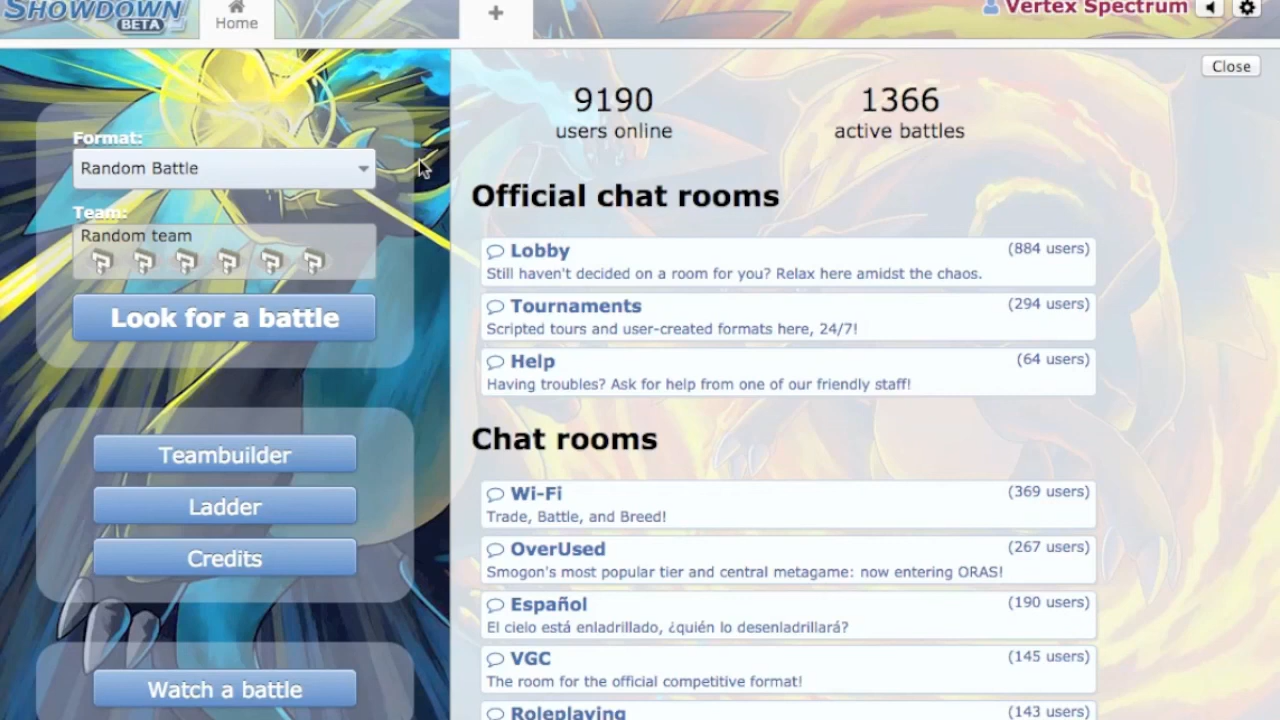 SHOWDOWN
BETA
Home
+
Vertex Spectrum
Close
Format:
Random Battle
Team:
Random team
? ? ? ? ? ?
Look for a battle
Teambuilder
Ladder
Credits
Watch a battle
9190
users online
1366
active battles
Official chat rooms
Lobby (884 users)
Still haven't decided on a room for you? Relax here amidst the chaos.
Tournaments (294 users)
Scripted tours and user-created formats here, 24/7!
Help (64 users)
Having troubles? Ask for help from one of our friendly staff!
Chat rooms
Wi-Fi (369 users)
Trade, Battle, and Breed!
OverUsed (267 users)
Smogon's most popular tier and central metagame: now entering ORAS!
Español (190 users)
El cielo está enladrillado, ¿quién lo desenladrillará?
VGC (145 users)
The room for the official competitive format!
Roleplaying (143 users)